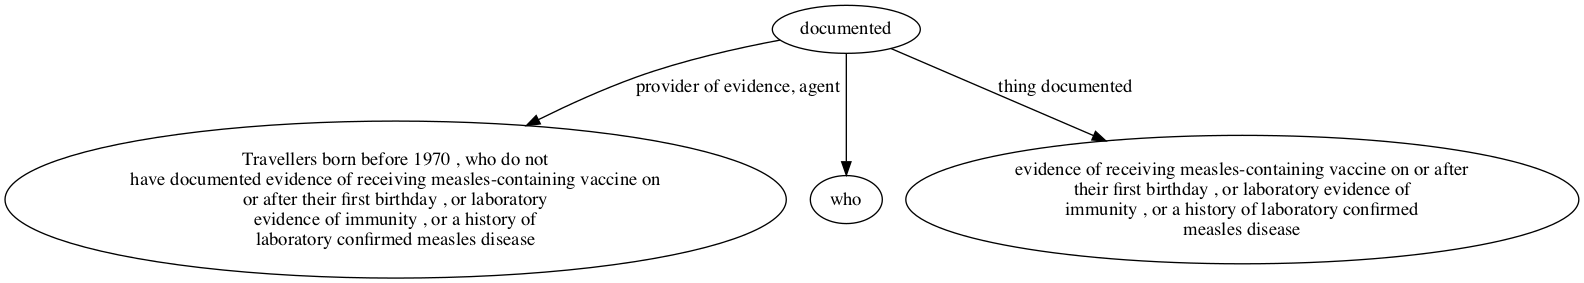 documented
provider of evidence, agent
thing documented
Travellers born before 1970 , who do not
have documented evidence of receiving measles-containing vaccine on
or after their first birthday , or laboratory
evidence of immunity , or a history of
laboratory confirmed measles disease
who
evidence of receiving measles-containing vaccine on or after
their first birthday , or laboratory evidence of
immunity , or a history of laboratory confirmed
measles disease